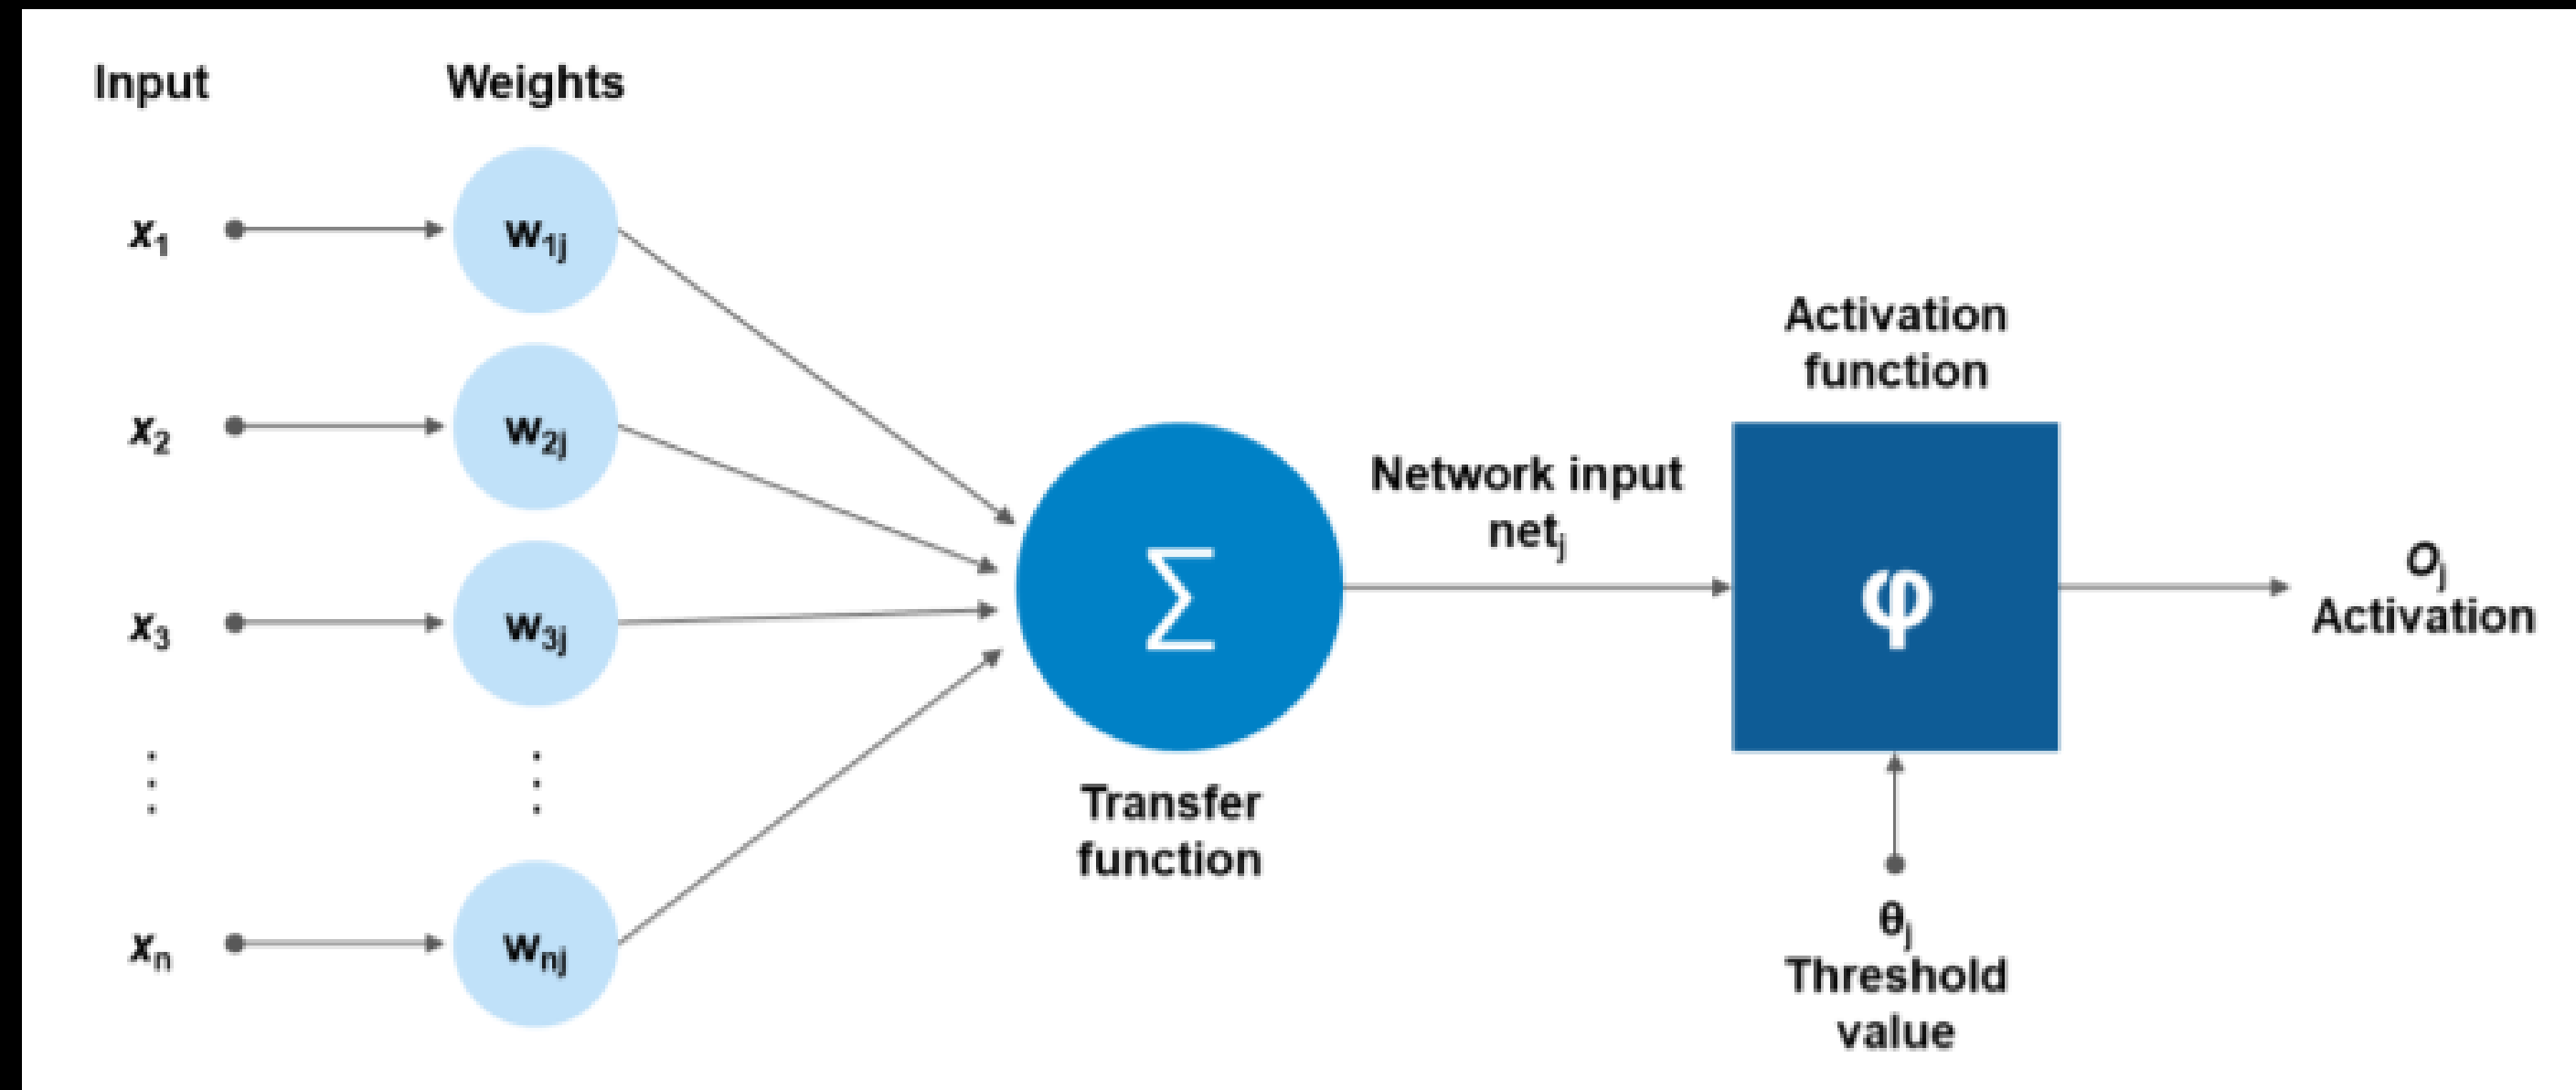 Input
Weights
x₁
w₁ⱼ
x₂
w₂ⱼ
x₃
w₃ⱼ
⋮
⋮
xₙ
wₙⱼ
Σ
Transfer
function
Network input
netⱼ
Activation
function
φ
θⱼ
Threshold
value
Oⱼ
Activation